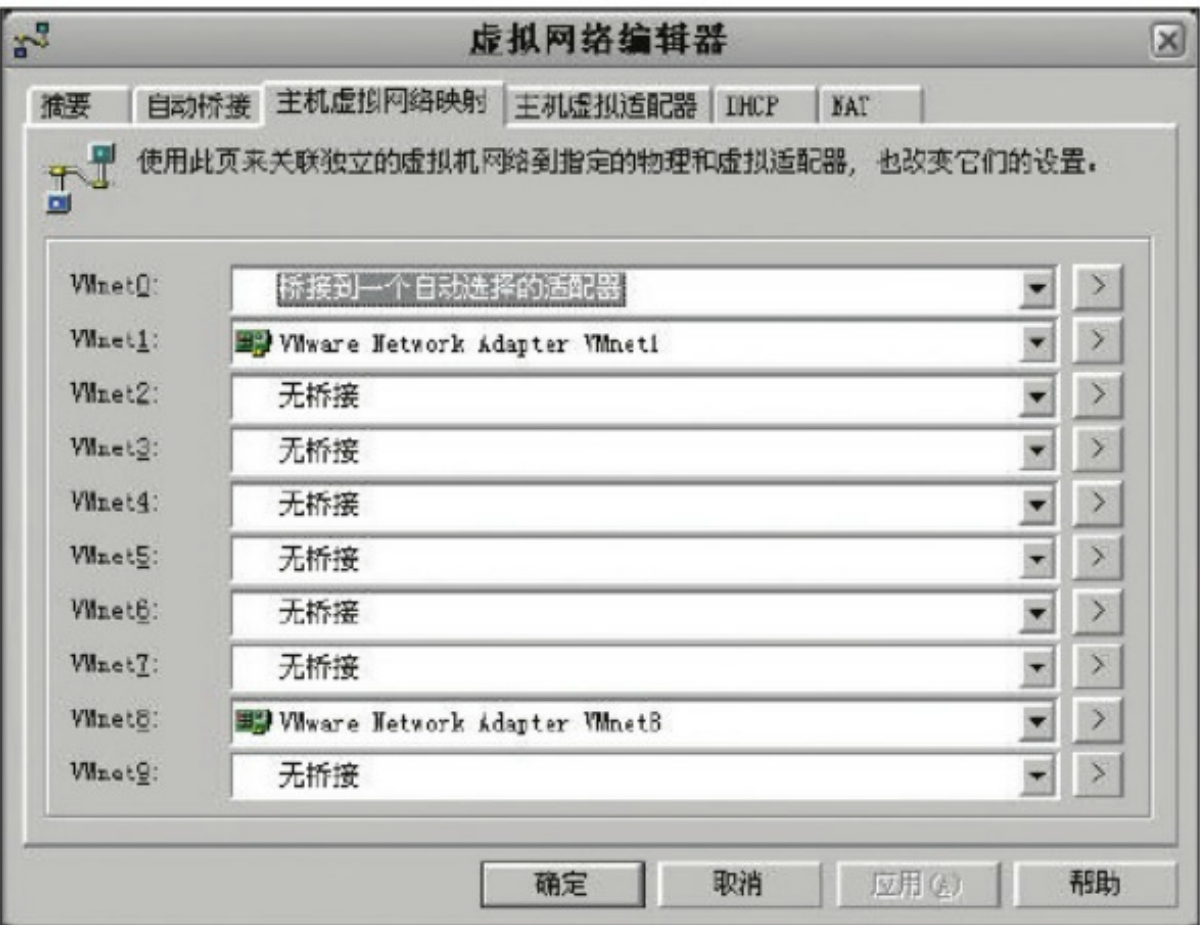 虚拟网络编辑器
摘要 自动桥接 主机虚拟网络映射 主机虚拟适配器 DHCP NAT
使用此页来关联独立的虚拟机网络到指定的物理和虚拟适配器，也改变它们的设置。
VMnet0: 桥接到一个自动选择的适配器 >
VMnet1: VMware Network Adapter VMnet1 >
VMnet2: 无桥接 >
VMnet3: 无桥接 >
VMnet4: 无桥接 >
VMnet5: 无桥接 >
VMnet6: 无桥接 >
VMnet7: 无桥接 >
VMnet8: VMware Network Adapter VMnet8 >
VMnet9: 无桥接 >
确定 取消 应用(A) 帮助